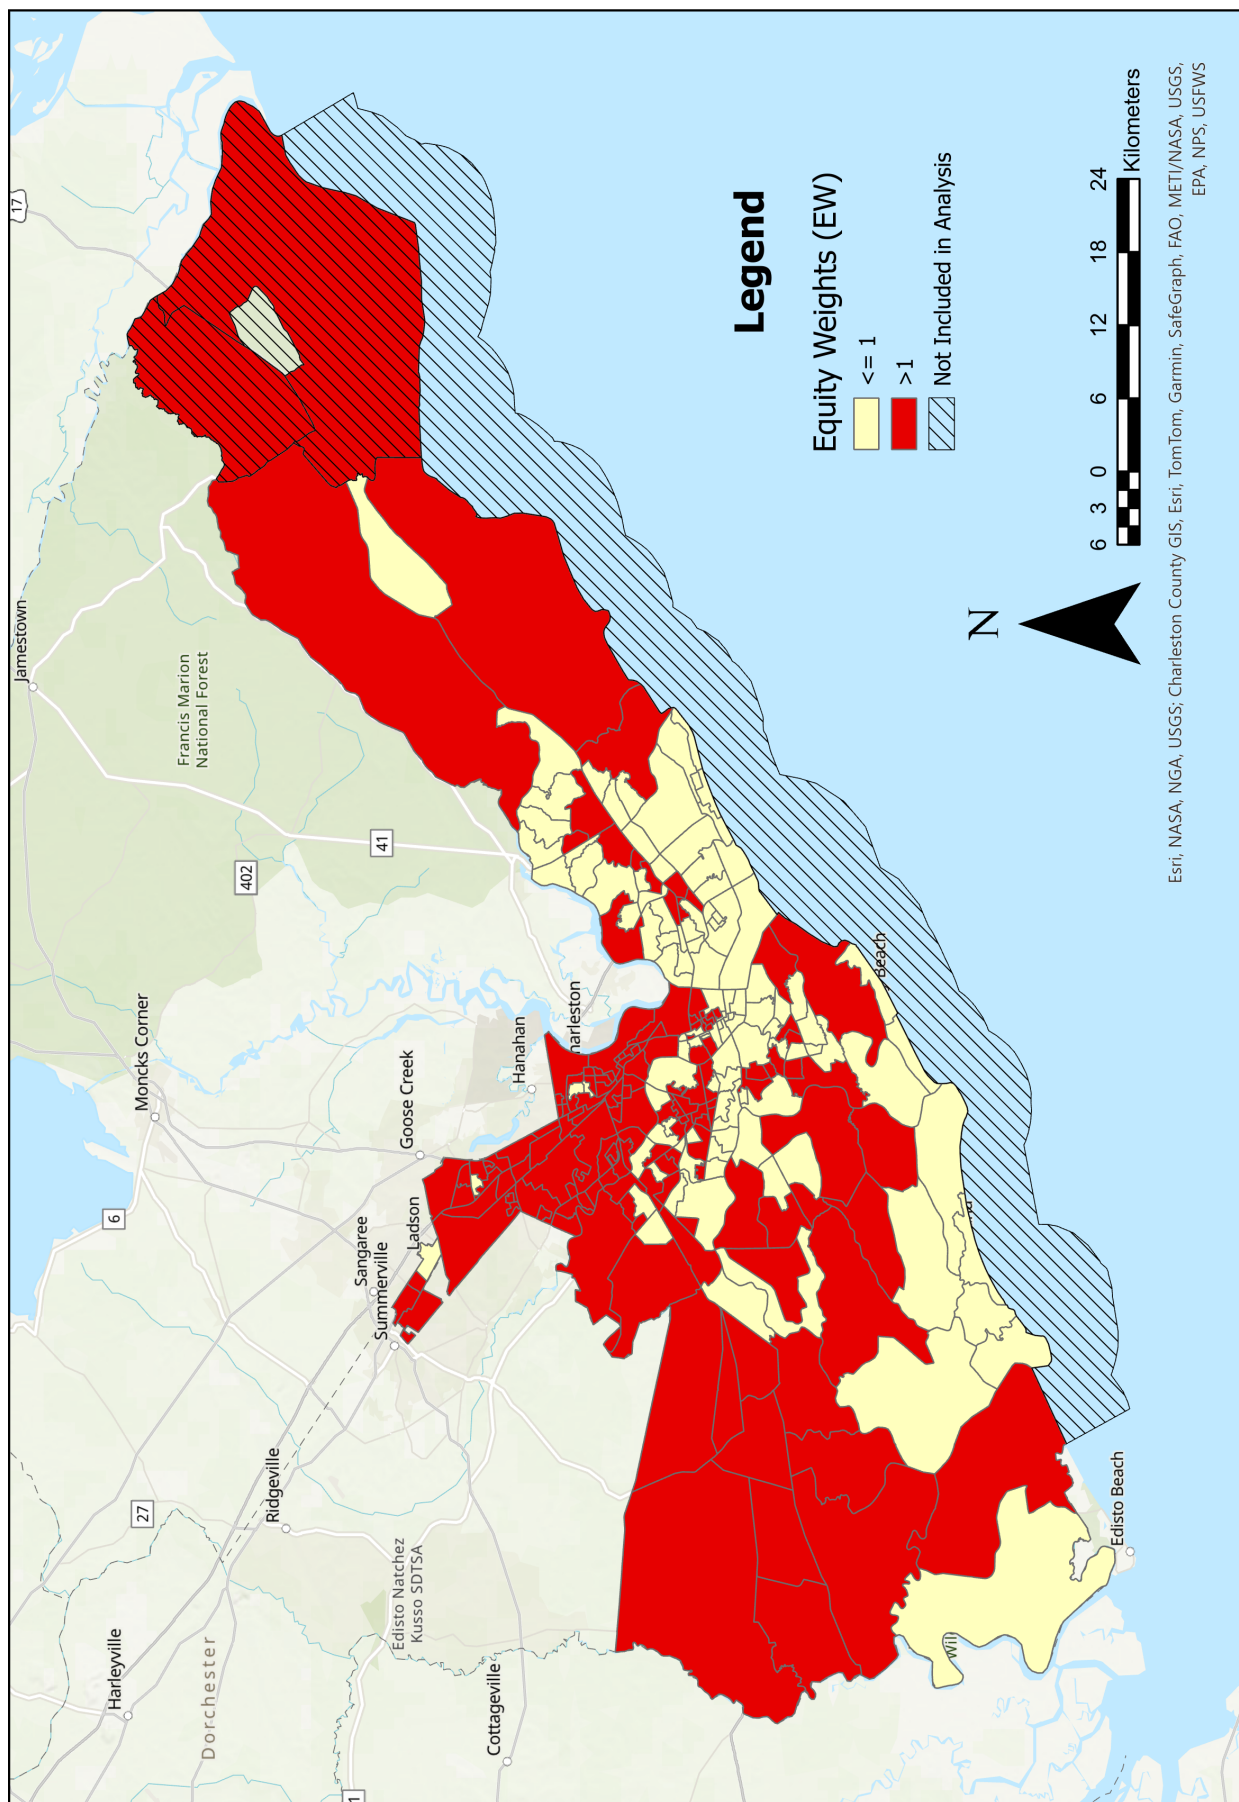 17
Jamestown
Francis Marion
National Forest
41
402
Moncks Corner
6
Goose Creek
Hanahan
harleston
Sangaree
Summerville
Ladson
Ridgeville
27
Edisto Natchez
Kusso SDTSA
Harleyville
Dorchester
Cottageville
1
Beach
Wil
Edisto Beach
Legend
Equity Weights (EW)
<= 1
>1
Not Included in Analysis
N
6 3 0 6 12 18 24
Kilometers
Esri, NASA, NGA, USGS; Charleston County GIS, Esri, TomTom, Garmin, SafeGraph, FAO, METI/NASA, USGS,
EPA, NPS, USFWS